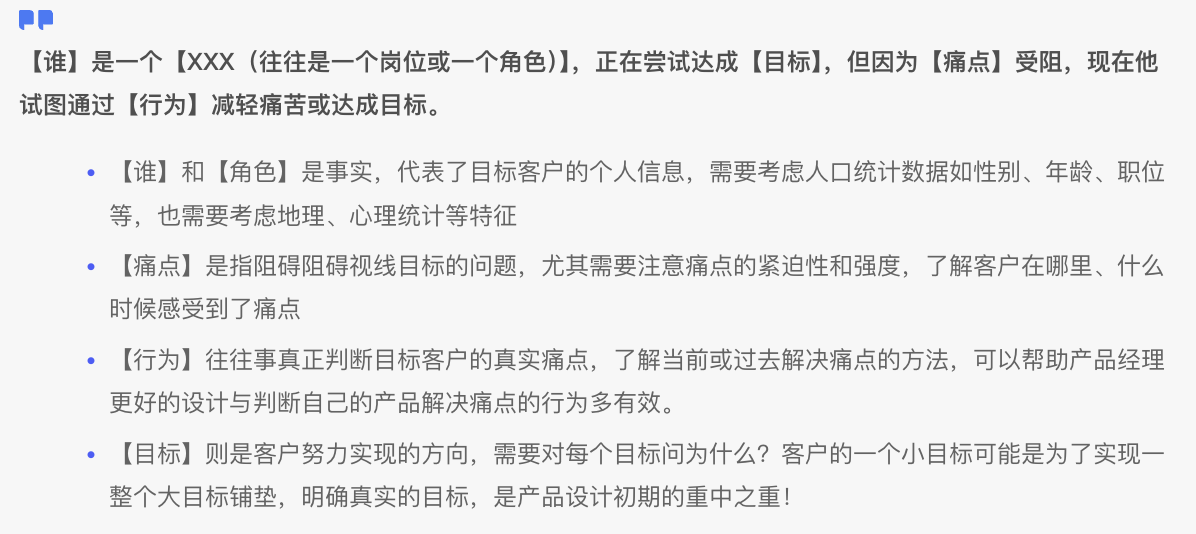 【谁】是一个【XXX（往往是一个岗位或一个角色）】，正在尝试达成【目标】，但因为【痛点】受阻，现在他
试图通过【行为】减轻痛苦或达成目标。
• 【谁】和【角色】是事实，代表了目标客户的个人信息，需要考虑人口统计数据如性别、年龄、职位
等，也需要考虑地理、心理统计等特征
• 【痛点】是指阻碍阻碍视线目标的问题，尤其需要注意痛点的紧迫性和强度，了解客户在哪里、什么
时候感受到了痛点
• 【行为】往往事真正判断目标客户的真实痛点，了解当前或过去解决痛点的方法，可以帮助产品经理
更好的设计与判断自己的产品解决痛点的行为多有效。
• 【目标】则是客户努力实现的方向，需要对每个目标问为什么？客户的一个小目标可能是为了实现一
整个大目标铺垫，明确真实的目标，是产品设计初期的重中之重！